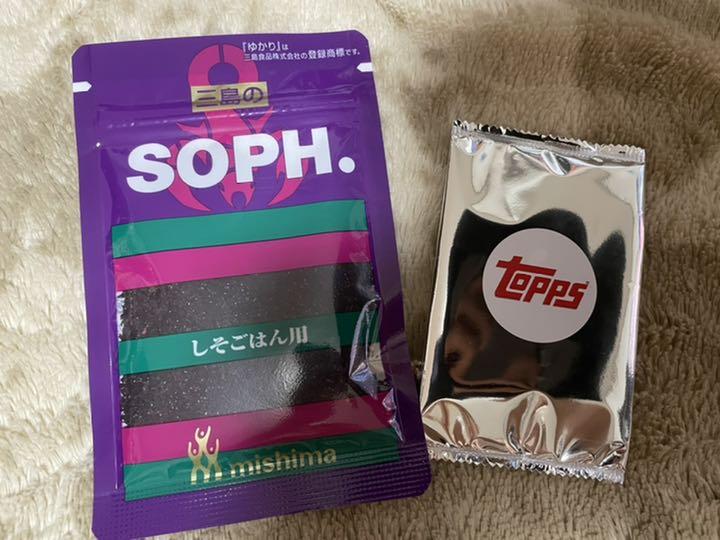 「ゆかり」は
三島食品株式会社の登録商標です。
三島の
SOPH.
しそごはん用
mishima
topps